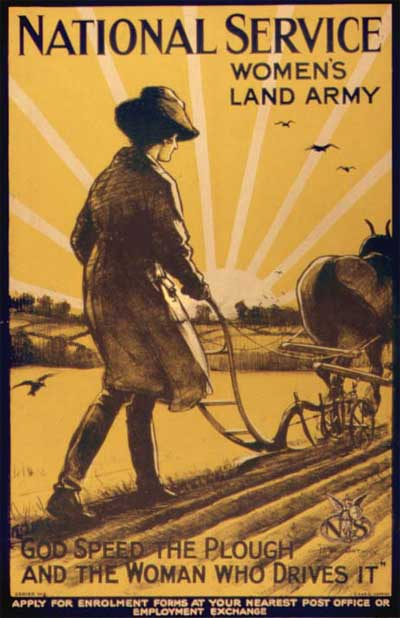 NATIONAL SERVICE
WOMEN'S
LAND ARMY
NS
"GOD SPEED THE PLOUGH
AND THE WOMAN WHO DRIVES IT"
APPLY FOR ENROLMENT FORMS AT YOUR NEAREST POST OFFICE OR
EMPLOYMENT EXCHANGE